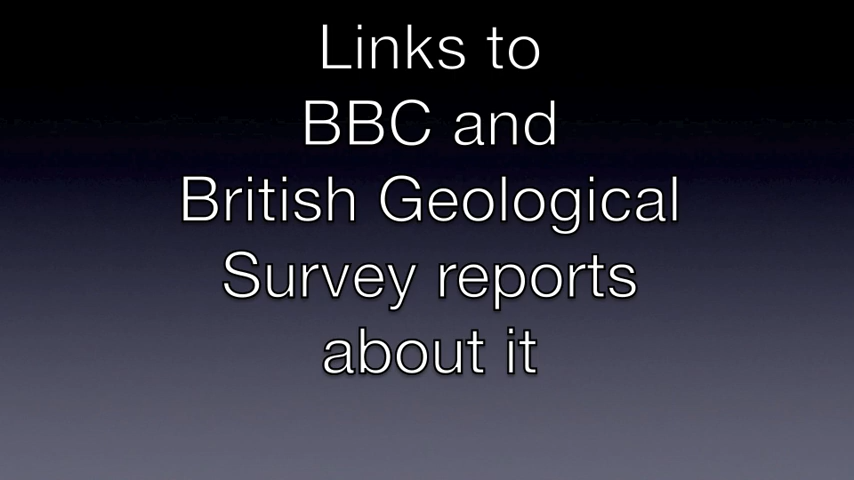 Links to
BBC and
British Geological
Survey reports
about it